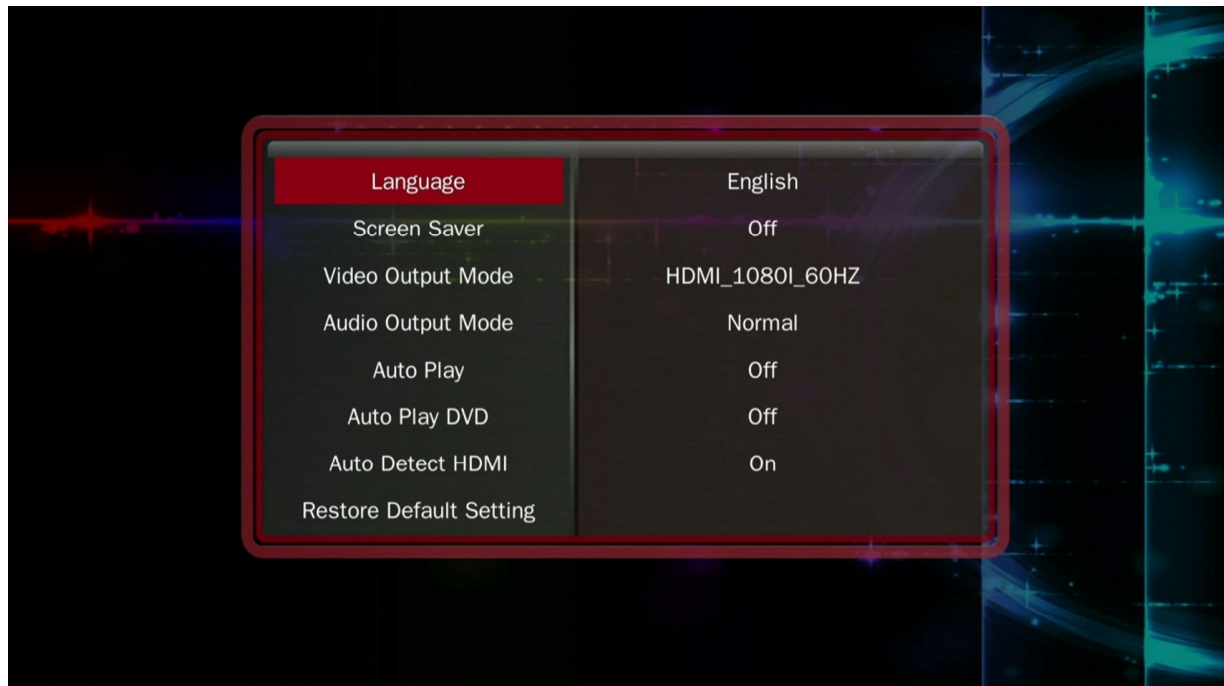 Language English
Screen Saver Off
Video Output Mode HDMI_1080I_60HZ
Audio Output Mode Normal
Auto Play Off
Auto Play DVD Off
Auto Detect HDMI On
Restore Default Setting